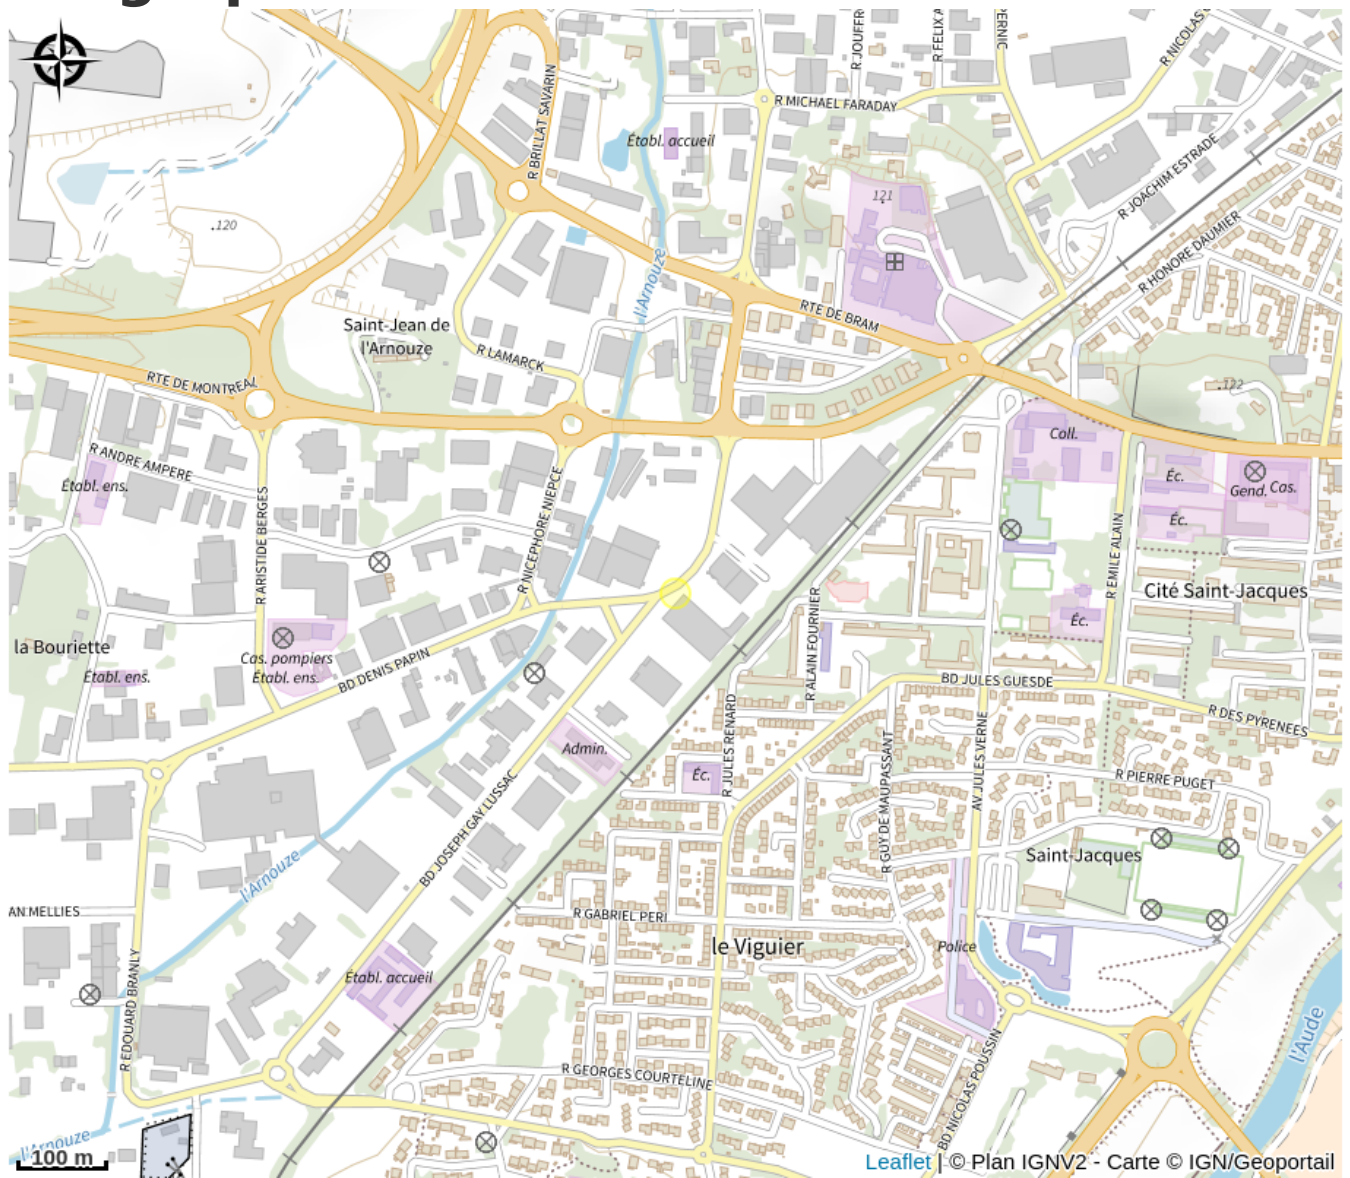 R BRILLAT SAVARIN
R JOUFFR
R FELIX A
PERNIC
R NICOLAS
R MICHAEL FARADAY
Établ. accueil
R JOACHIM ESTRADE
121
.120
R HONORE DAUMIER
l'Arnouze
RTE DE BRAM
Saint-Jean de
l'Arnouze
R LAMARCK
RTE DE MONTREAL
.122
Coll.
R ANDRE AMPERE
Établ. ens.
Éc.
Gend. Cas.
Éc.
R ARISTIDE BERGES
R NICEPHORE NIEPCE
R EMILE ALAIN
Cité Saint-Jacques
R ALAIN FOURNIER
Éc.
la Bouriette
Cas. pompiers
Établ. ens.
Établ. ens.
BD DENIS PAPIN
BD JULES GUESDE
R DES PYRENEES
R JULES RENARD
R GUY DE MAUPASSANT
AV JULES VERNE
Admin.
Éc.
R PIERRE PUGET
BD JOSEPH GAY LUSSAC
Saint-Jacques
l'Arnouze
AN MELLIES
R GABRIEL PERI
le Viguier
Police
Etabl. accueil
R EDOUARD BRANLY
l'Aude
R GEORGES COURTELINE
BD NICOLAS POUSSIN
l'Arnouze
100 m
Leaflet | © Plan IGNV2 - Carte © IGN/Geoportail